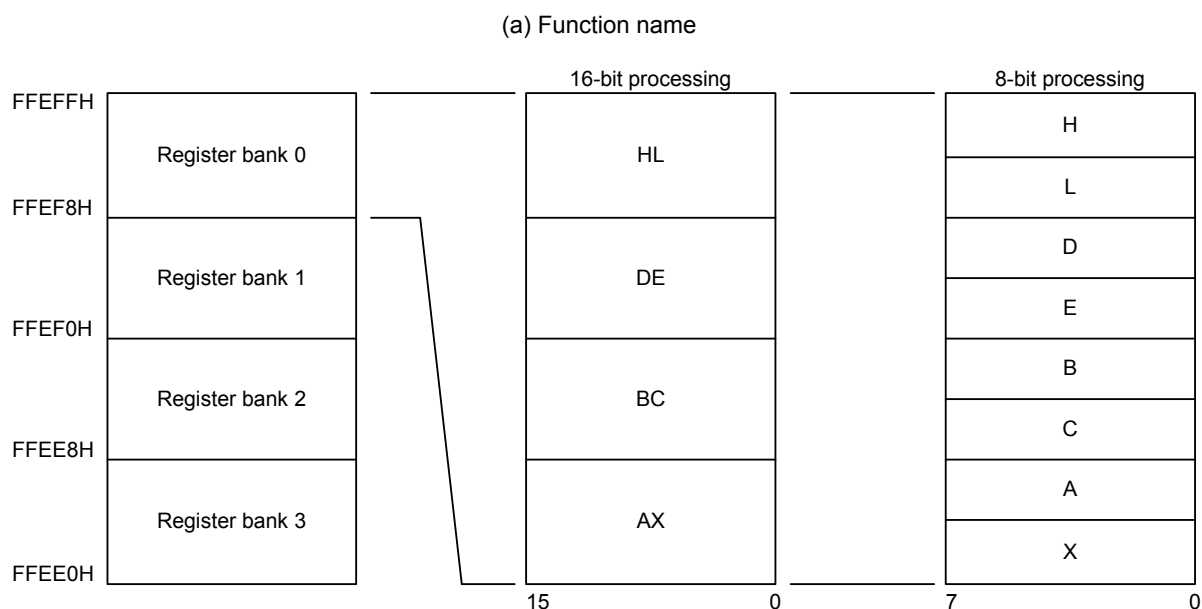 (a) Function name
16-bit processing
8-bit processing
FFEFFH
Register bank 0
HL
H
L
FFEF8H
Register bank 1
DE
D
E
FFEF0H
Register bank 2
BC
B
C
FFEE8H
Register bank 3
AX
A
X
FFEE0H
15 0
7 0